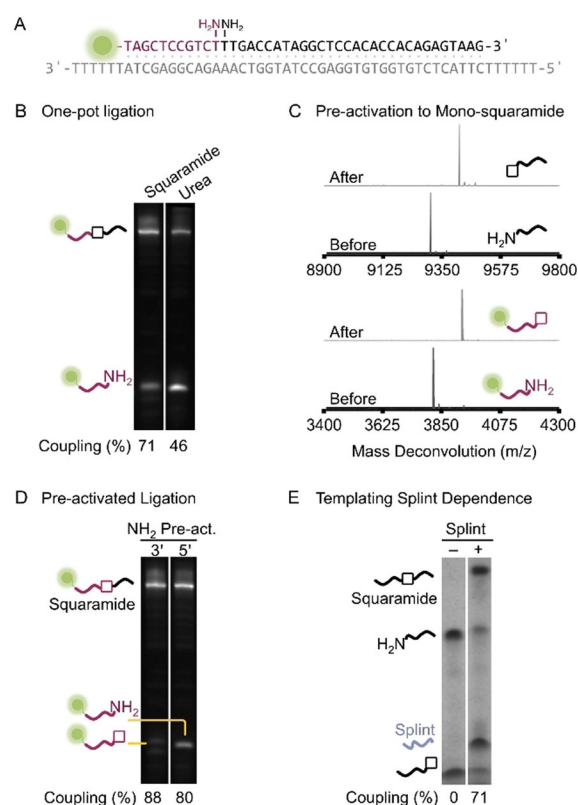 A
H₂N NH₂
-TAGCTCCGTCTTTGACCATAGGCTCCACACCACAGAGTAAG-3'
3'-TTTTTTATCGAGGCAGAAACTGGTATCCGAGGTGTGGTGTCTCATTCTTTTTT-5'
B One-pot ligation
Squaramide
Urea
NH₂
Coupling (%) 71 46
C Pre-activation to Mono-squaramide
After
Before
H₂N
8900 9125 9350 9575 9800
After
Before
NH₂
3400 3625 3850 4075 4300
Mass Deconvolution (m/z)
D Pre-activated Ligation
NH₂ Pre-act.
3' 5'
Squaramide
NH₂
Coupling (%) 88 80
E Templating Splint Dependence
Splint
– +
Squaramide
H₂N
Splint
Coupling (%) 0 71